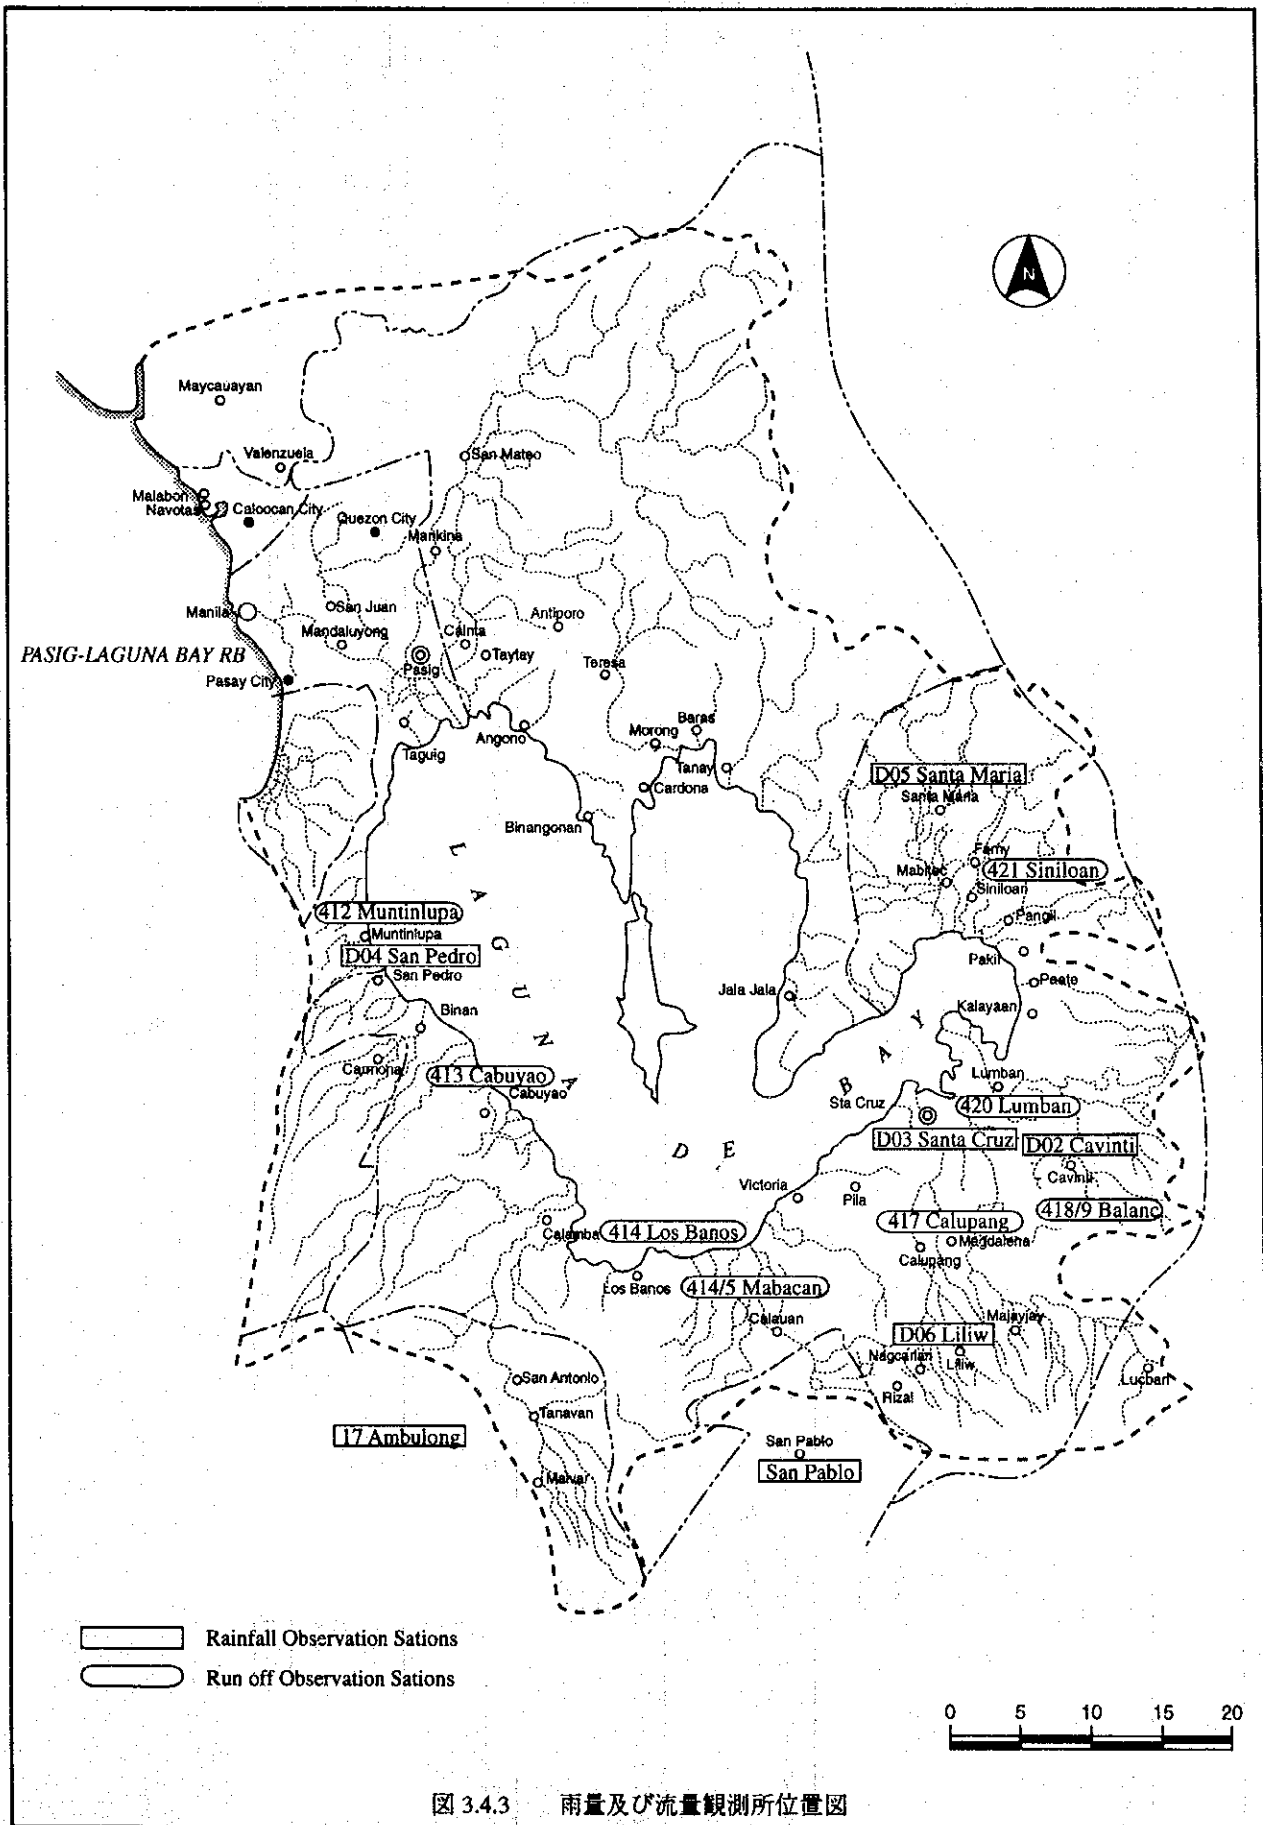 N
Maycauayan
Valenzuela
San Mateo
Malabon
Navotas
Caloocan City
Quezon City
Marikina
Manila
San Juan
Antiporo
Mandaluyong
Cainta
PASIG-LAGUNA BAY RB
Taytay
Pasig
Teresa
Pasay City
Baras
Morong
Taguig
Angono
Tanay
D05 Santa Maria
Cardona
Santa Maria
Binangonan
Famy
Mabitac
421 Siniloan
Siniloan
412 Muntinlupa
Pangil
Muntinlupa
D04 San Pedro
Pakil
San Pedro
Paete
Jala Jala
Kalayaan
Binan
LAGUNA
BAY
Carmona
413 Cabuyao
Lumban
Cabuyao
Sta Cruz
420 Lumban
D03 Santa Cruz
D02 Cavinti
DE
Cavinti
Victoria
Pila
418/9 Balanc
417 Calupang
Calamba
414 Los Banos
Magdalena
Calupang
Los Banos
414/5 Mabacan
Calauan
Majayjay
D06 Liliw
Nagcarlan
Liliw
Lucban
San Antonio
Rizal
Tanavan
17 Ambulong
San Pablo
San Pablo
Malvar
Rainfall Observation Sations
Run off Observation Sations
0 5 10 15 20
図 3.4.3 雨量及び流量観測所位置図